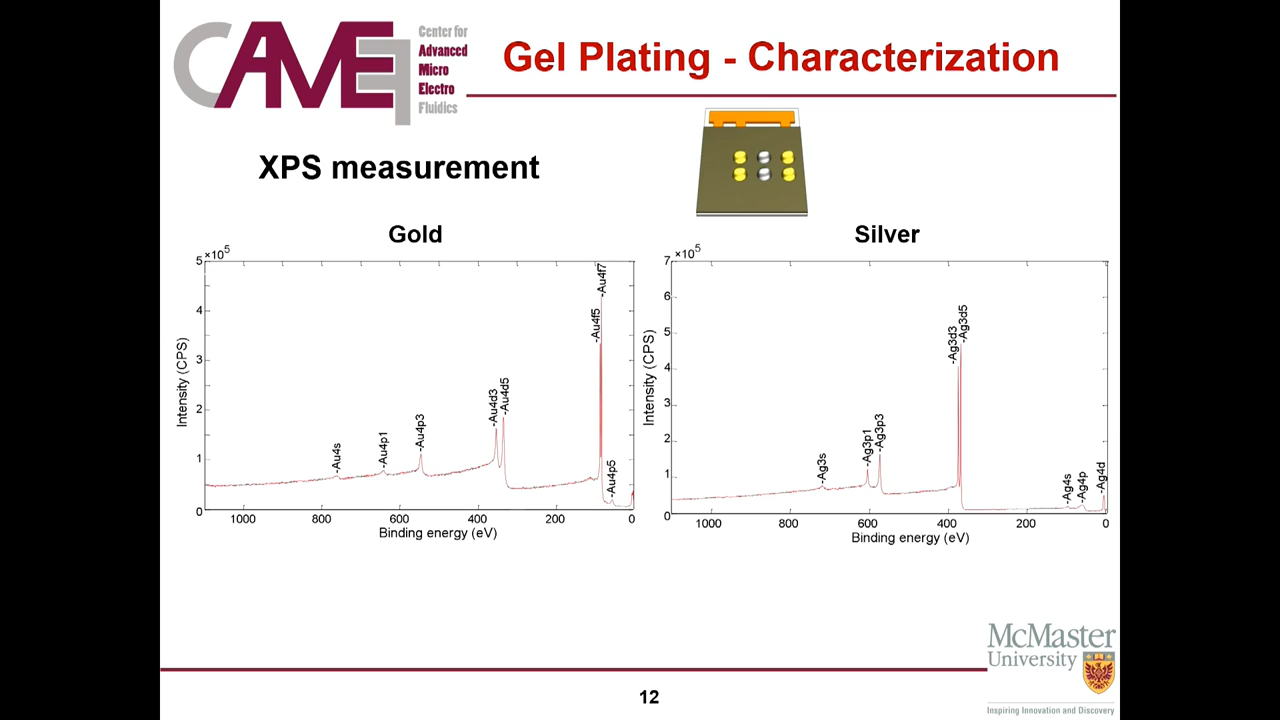 CAMEF
Center for
Advanced
Micro
Electro
Fluidics
Gel Plating - Characterization
XPS measurement
Gold
Silver
5 ×10⁵
4
3
2
1
0
Intensity (CPS)
-Au4s
-Au4p1
-Au4p3
-Au4d3
-Au4d5
-Au4f5
-Au4f7
-Au4p5
1000 800 600 400 200 0
Binding energy (eV)
7 ×10⁵
6
5
4
3
2
1
0
Intensity (CPS)
-Ag3s
-Ag3p1
-Ag3p3
-Ag3d3
-Ag3d5
-Ag4s
-Ag4p
-Ag4d
1000 800 600 400 200 0
Binding energy (eV)
McMaster
University
Inspiring Innovation and Discovery
12